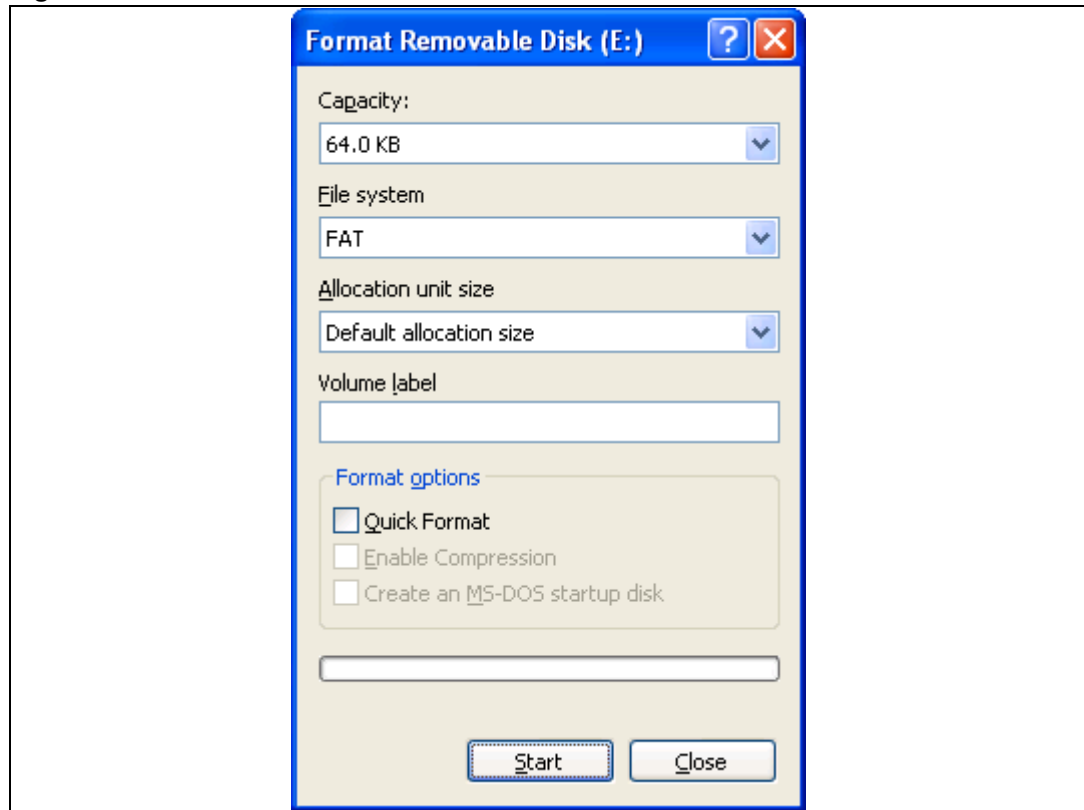 Format Removable Disk (E:)
Capacity:
64.0 KB
File system
FAT
Allocation unit size
Default allocation size
Volume label
Format options
Quick Format
Enable Compression
Create an MS-DOS startup disk
Start Close